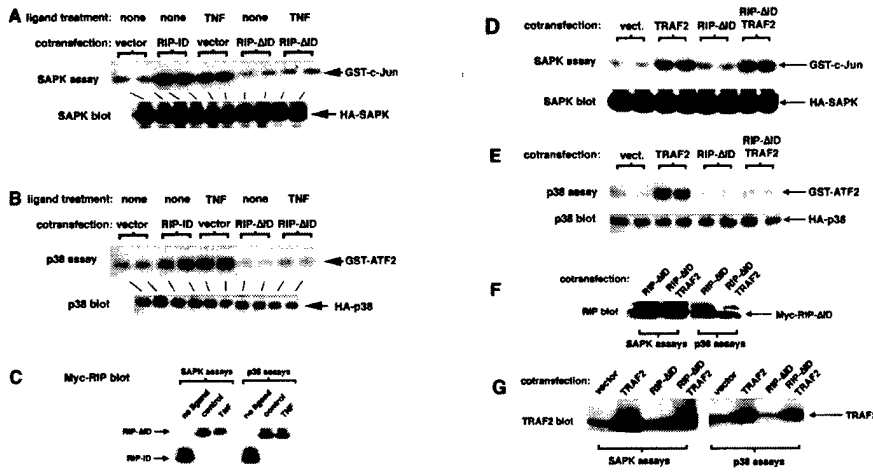 A
ligand treatment: none none TNF none TNF
cotransfection: vector RIP-ID vector RIP-ΔID RIP-ΔID
SAPK assay GST-c-Jun
SAPK blot HA-SAPK
B
ligand treatment: none none TNF none TNF
cotransfection: vector RIP-ID vector RIP-ΔID RIP-ΔID
p38 assay GST-ATF2
p38 blot HA-p38
C
Myc-RIP blot SAPK assays p38 assays
no ligand control TNF no ligand control TNF
RIP-ΔID
RIP-ID
D
RIP-ΔID
cotransfection: vect. TRAF2 RIP-ΔID TRAF2
SAPK assay GST-c-Jun
SAPK blot HA-SAPK
E
RIP-ΔID
cotransfection: vect. TRAF2 RIP-ΔID TRAF2
p38 assay GST-ATF2
p38 blot HA-p38
F
cotransfection: RIP-ΔID RIP-ΔID TRAF2 RIP-ΔID RIP-ΔID TRAF2
RIP blot Myc-RIP-ΔID
SAPK assays p38 assays
G
cotransfection: vector TRAF2 RIP-ΔID RIP-ΔID TRAF2 vector TRAF2 RIP-ΔID RIP-ΔID TRAF2
TRAF2 blot TRAF
SAPK assays p38 assays